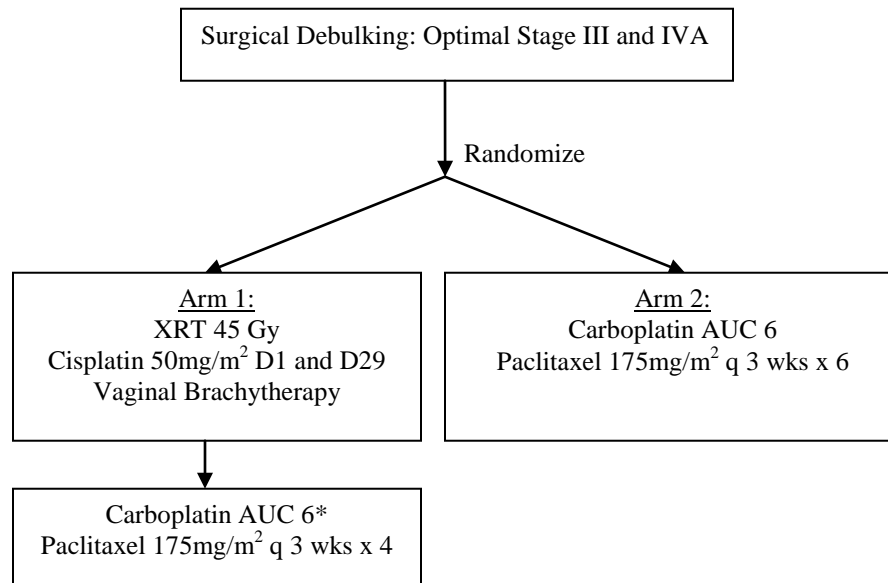 Surgical Debulking: Optimal Stage III and IVA
Randomize
Arm 1:
XRT 45 Gy
Cisplatin 50mg/m² D1 and D29
Vaginal Brachytherapy
Arm 2:
Carboplatin AUC 6
Paclitaxel 175mg/m² q 3 wks x 6
Carboplatin AUC 6*
Paclitaxel 175mg/m² q 3 wks x 4